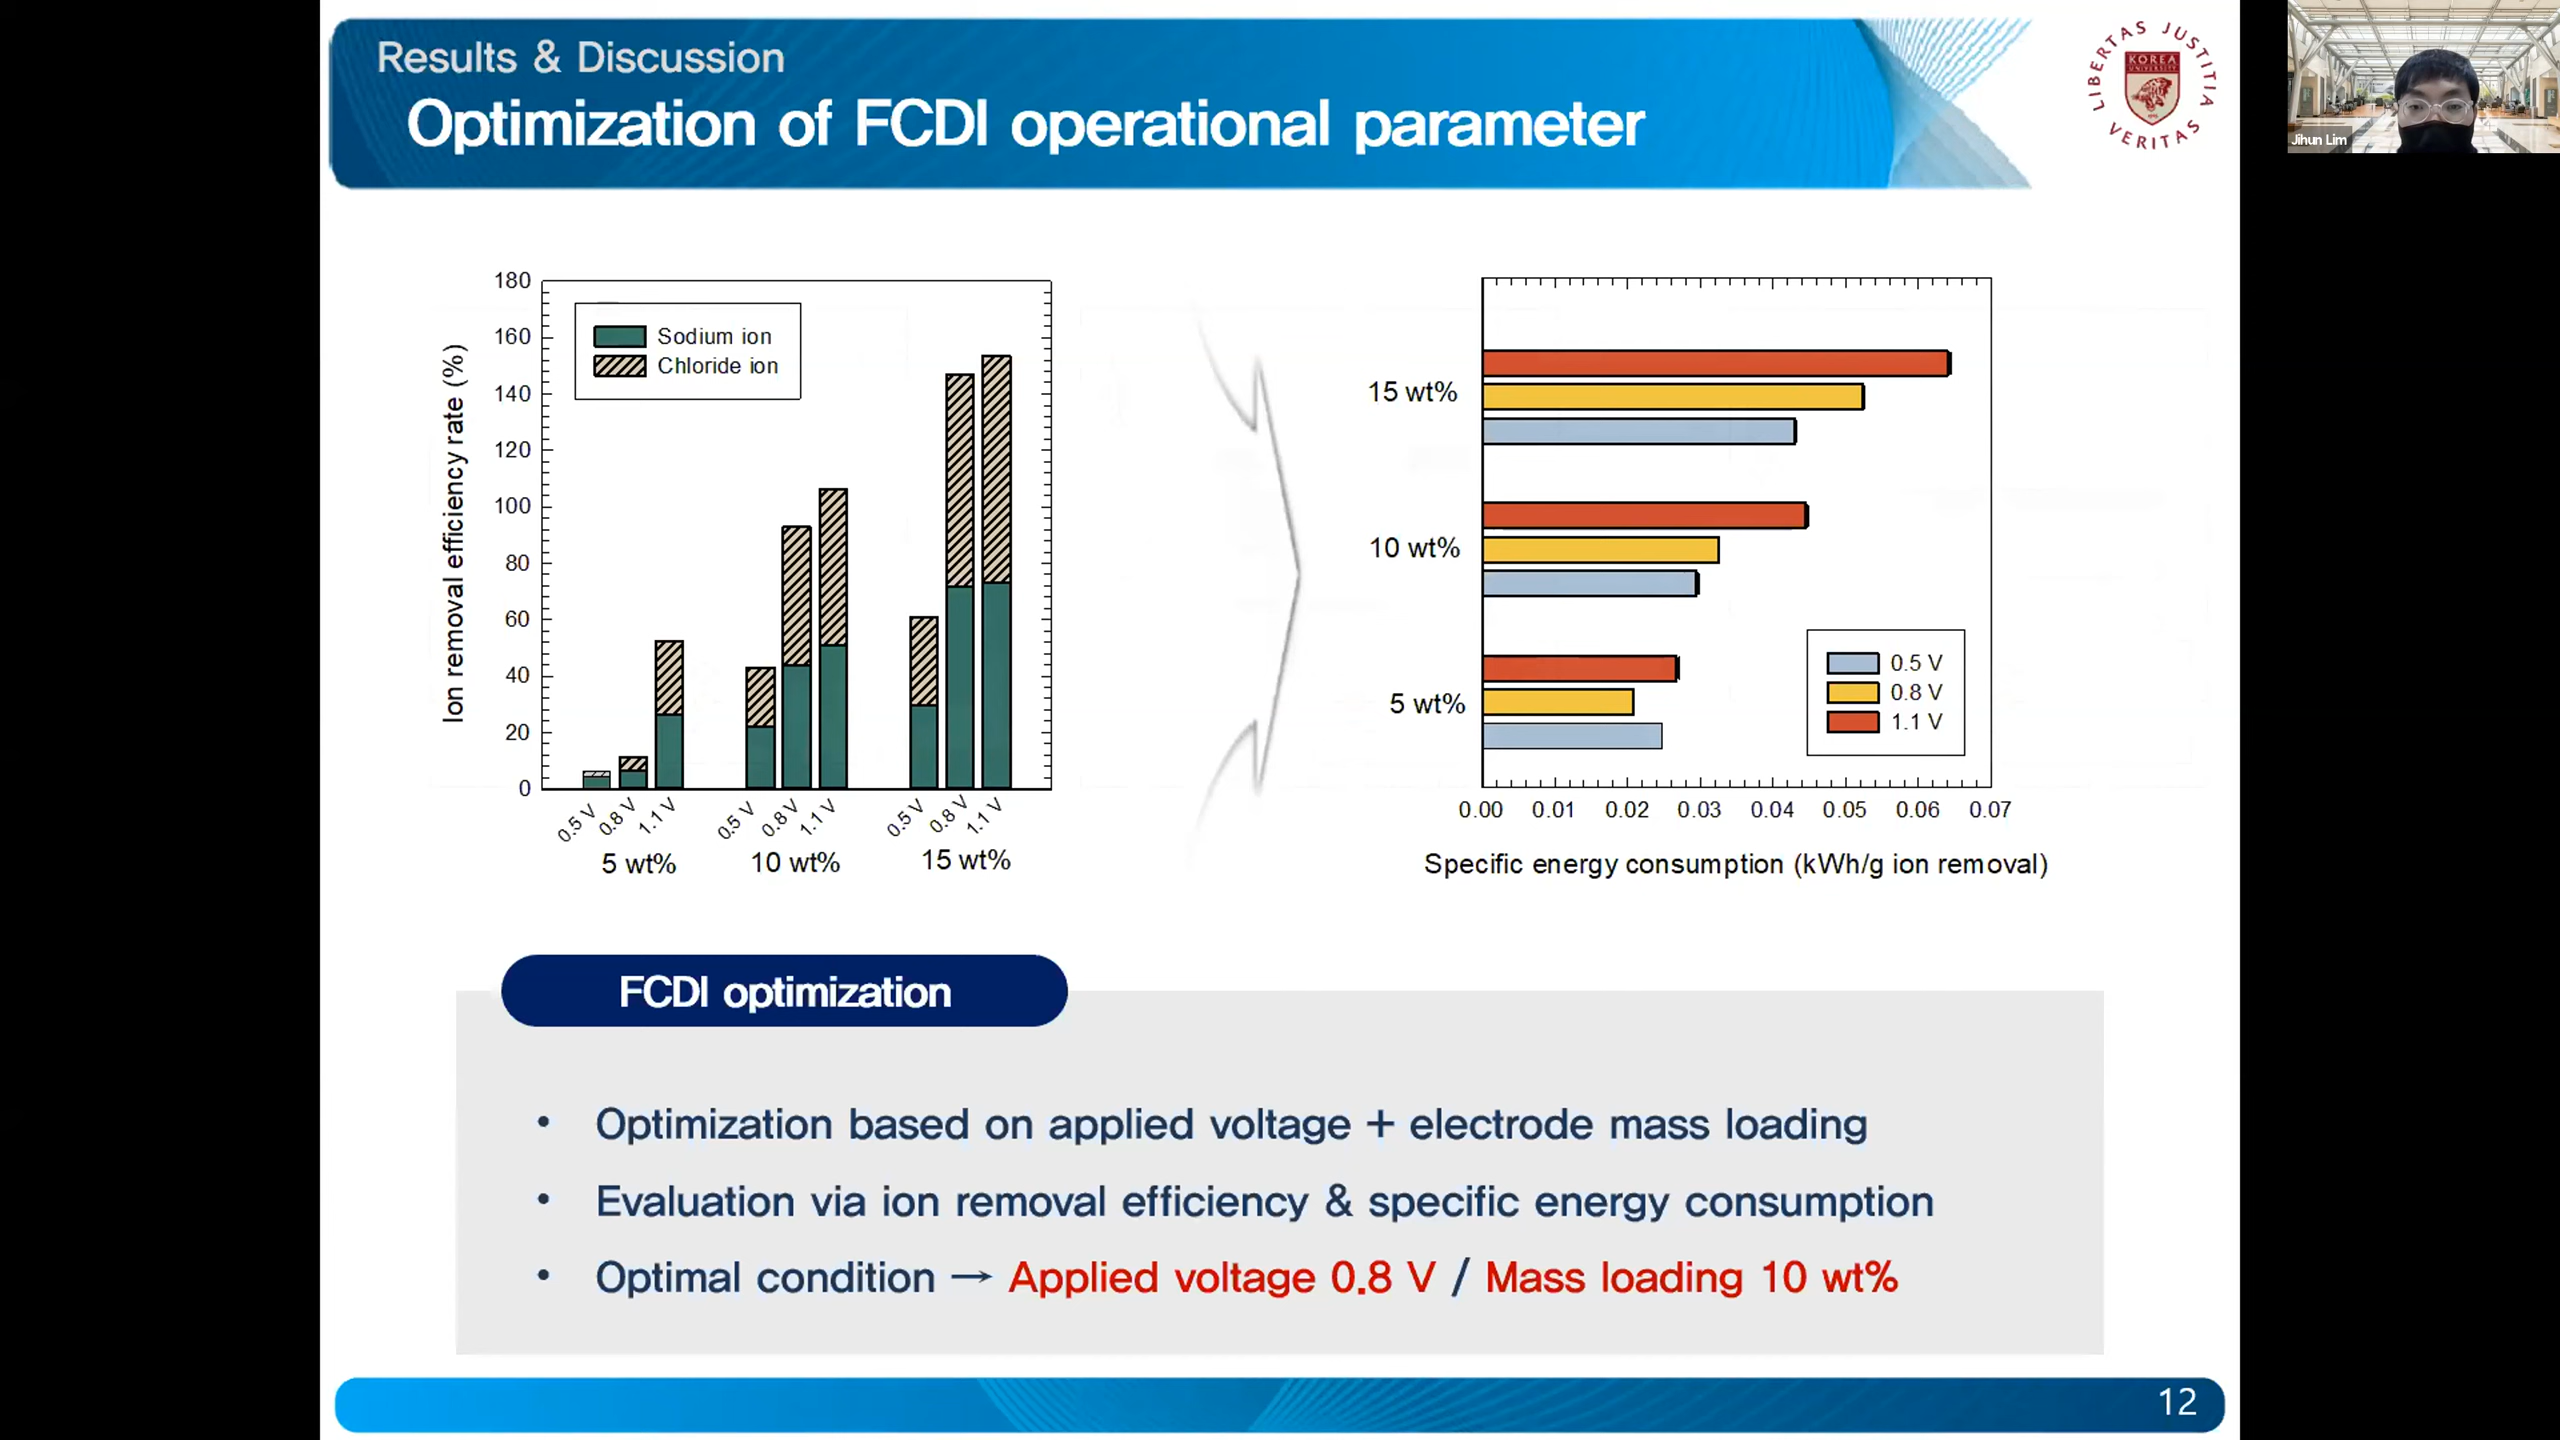 Results & Discussion
Optimization of FCDI operational parameter
LIBERTAS JUSTITIA VERITAS
KOREA
UNIVERSITY
Jihun Lim
Ion removal efficiency rate (%)
180
160
140
120
100
80
60
40
20
0
Sodium ion
Chloride ion
0.5 V 0.8 V 1.1 V 0.5 V 0.8 V 1.1 V 0.5 V 0.8 V 1.1 V
5 wt% 10 wt% 15 wt%
15 wt%
10 wt%
5 wt%
0.5 V
0.8 V
1.1 V
0.00 0.01 0.02 0.03 0.04 0.05 0.06 0.07
Specific energy consumption (kWh/g ion removal)
FCDI optimization
• Optimization based on applied voltage + electrode mass loading
• Evaluation via ion removal efficiency & specific energy consumption
• Optimal condition → Applied voltage 0.8 V / Mass loading 10 wt%
12